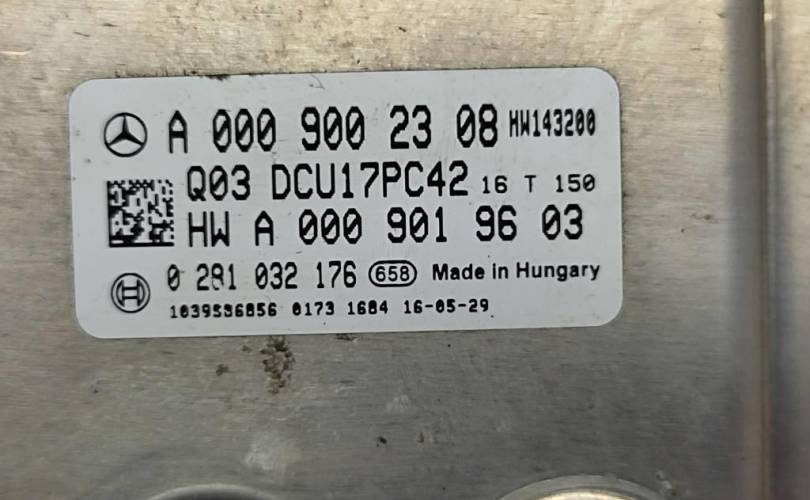 A 000 900 23 08 HW143200
Q03 DCU17PC42 16 T 150
HW A 000 901 96 03
0 281 032 176 658 Made in Hungary
1039S36856 0173 1684 16-05-29